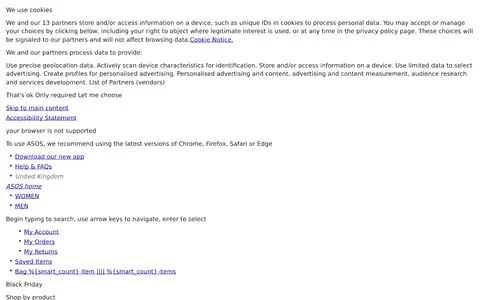 We use cookies
We and our 13 partners store and/or access information on a device, such as unique IDs in cookies to process personal data. You may accept or manage
your choices by clicking below, including your right to object where legitimate interest is used, or at any time in the privacy policy page. These choices will
be signaled to our partners and will not affect browsing data.Cookie Notice.
We and our partners process data to provide:
Use precise geolocation data. Actively scan device characteristics for identification. Store and/or access information on a device. Use limited data to select
advertising. Create profiles for personalised advertising. Personalised advertising and content, advertising and content measurement, audience research
and services development. List of Partners (vendors)
That's ok Only required Let me choose
Skip to main content
Accessibility Statement
your browser is not supported
To use ASOS, we recommend using the latest versions of Chrome, Firefox, Safari or Edge
• Download our new app
• Help & FAQs
• United Kingdom
ASOS home
• WOMEN
• MEN
Begin typing to search, use arrow keys to navigate, enter to select
• My Account
• My Orders
• My Returns
• Saved Items
• Bag %{smart_count} item |||| %{smart_count} items
Black Friday
Shop by product